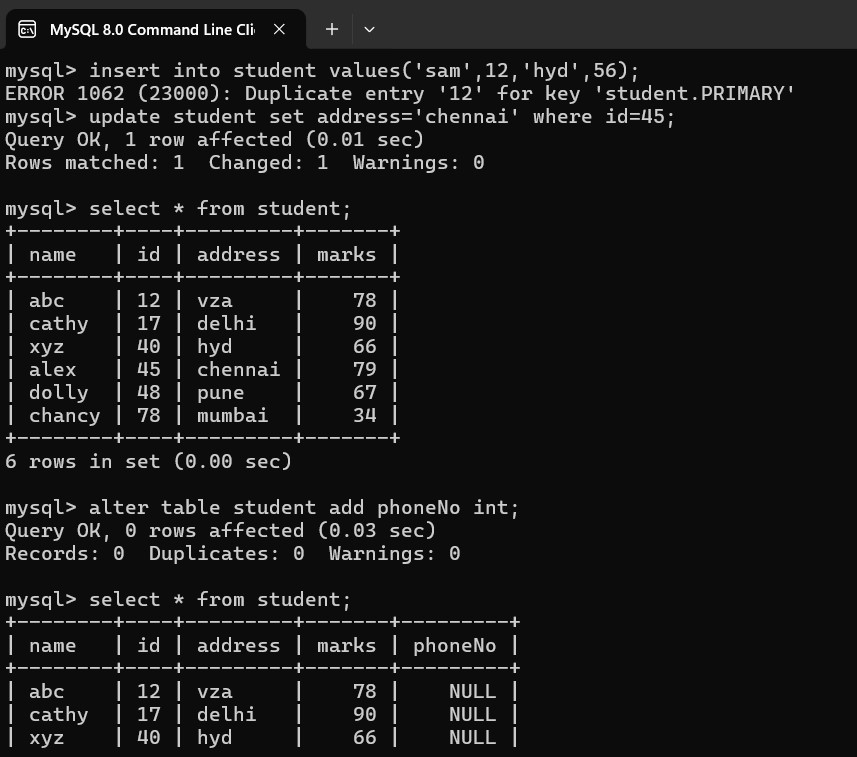 MySQL 8.0 Command Line Cli
mysql> insert into student values('sam',12,'hyd',56);
ERROR 1062 (23000): Duplicate entry '12' for key 'student.PRIMARY'
mysql> update student set address='chennai' where id=45;
Query OK, 1 row affected (0.01 sec)
Rows matched: 1  Changed: 1  Warnings: 0
mysql> select * from student;
+--------+----+---------+-------+
| name   | id | address | marks |
+--------+----+---------+-------+
| abc    | 12 | vza     |    78 |
| cathy  | 17 | delhi   |    90 |
| xyz    | 40 | hyd     |    66 |
| alex   | 45 | chennai |    79 |
| dolly  | 48 | pune    |    67 |
| chancy | 78 | mumbai  |    34 |
+--------+----+---------+-------+
6 rows in set (0.00 sec)
mysql> alter table student add phoneNo int;
Query OK, 0 rows affected (0.03 sec)
Records: 0  Duplicates: 0  Warnings: 0
mysql> select * from student;
+--------+----+---------+-------+---------+
| name   | id | address | marks | phoneNo |
+--------+----+---------+-------+---------+
| abc    | 12 | vza     |    78 |    NULL |
| cathy  | 17 | delhi   |    90 |    NULL |
| xyz    | 40 | hyd     |    66 |    NULL |